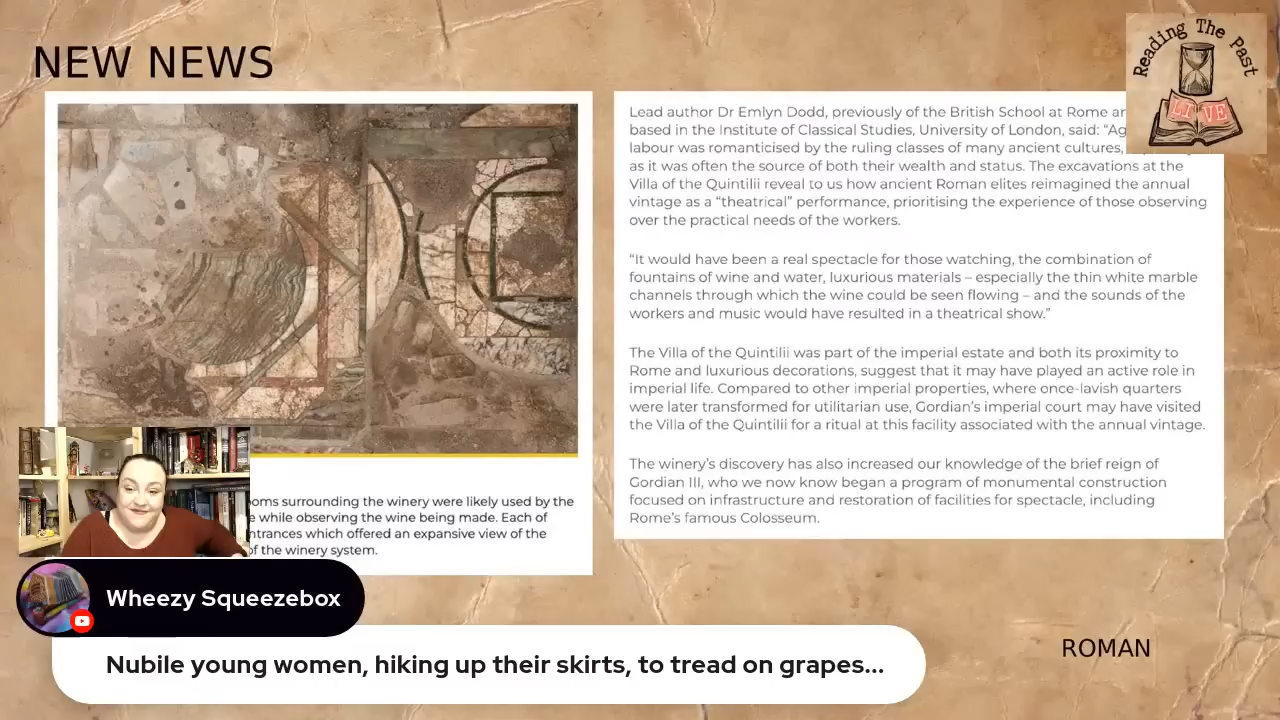 NEW NEWS
Reading The Past
LIVE
Lead author Dr Emlyn Dodd, previously of the British School at Rome
based in the Institute of Classical Studies, University of London, said:
labour was romanticised by the ruling classes of many ancient cultures,
as it was often the source of both their wealth and status. The excavations at the
Villa of the Quintilii reveal to us how ancient Roman elites reimagined the annual
vintage as a “theatrical” performance, prioritising the experience of those observing
over the practical needs of the workers.
“It would have been a real spectacle for those watching, the combination of
fountains of wine and water, luxurious materials – especially the thin white marble
channels through which the wine could be seen flowing – and the sounds of the
workers and music would have resulted in a theatrical show.”
The Villa of the Quintilii was part of the imperial estate and both its proximity to
Rome and luxurious decorations, suggest that it may have played an active role in
imperial life. Compared to other imperial properties, where once-lavish quarters
were later transformed for utilitarian use, Gordian’s imperial court may have visited
the Villa of the Quintilii for a ritual at this facility associated with the annual vintage.
The winery’s discovery has also increased our knowledge of the brief reign of
Gordian III, who we now know began a program of monumental construction
focused on infrastructure and restoration of facilities for spectacle, including
Rome’s famous Colosseum.
surrounding the winery were likely used by the
while observing the wine being made. Each of
which offered an expansive view of the
of the winery system.
Wheezy Squeezebox
Nubile young women, hiking up their skirts, to tread on grapes...
ROMAN